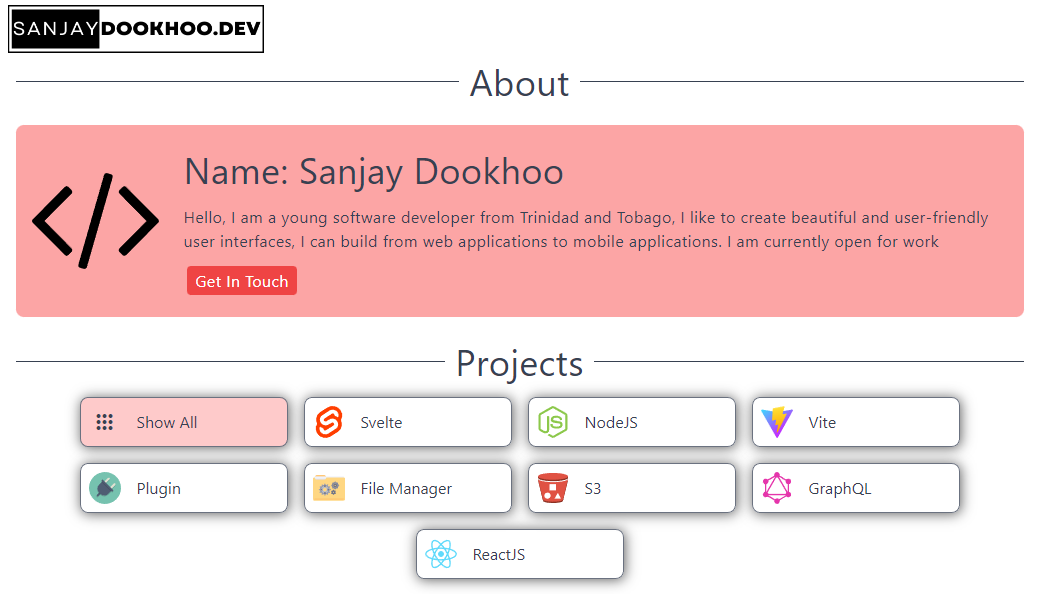 SANJAYDOOKHOO.DEV
About
Name: Sanjay Dookhoo
Hello, I am a young software developer from Trinidad and Tobago, I like to create beautiful and user-friendly
user interfaces, I can build from web applications to mobile applications. I am currently open for work
Get In Touch
Projects
Show All
Svelte
JS NodeJS
Vite
Plugin
File Manager
S3
GraphQL
ReactJS